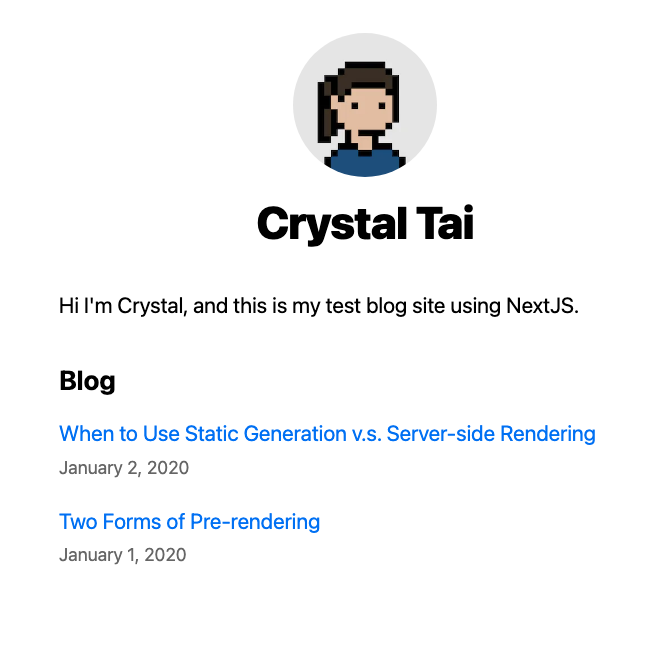 Crystal Tai
Hi I'm Crystal, and this is my test blog site using NextJS.
Blog
When to Use Static Generation v.s. Server-side Rendering
January 2, 2020
Two Forms of Pre-rendering
January 1, 2020